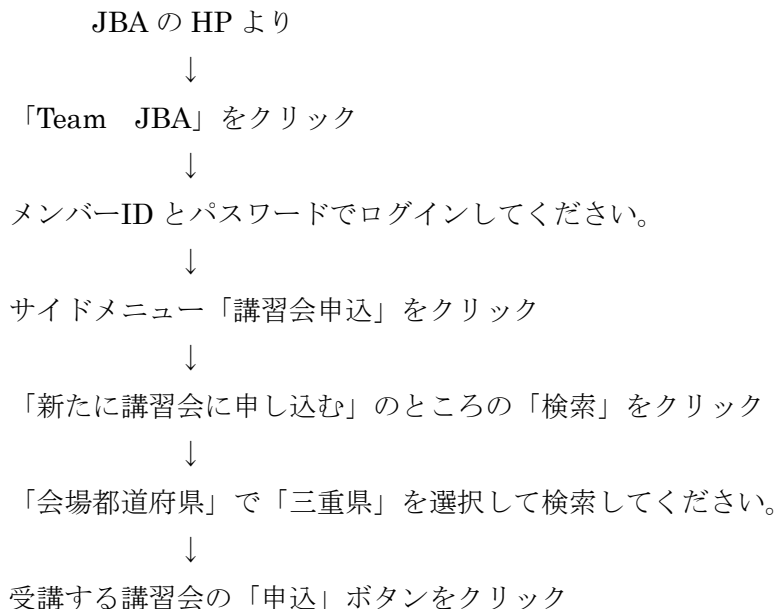 JBA の HP より
↓
「Team　JBA」をクリック
↓
メンバーID とパスワードでログインしてください。
↓
サイドメニュー「講習会申込」をクリック
↓
「新たに講習会に申し込む」のところの「検索」をクリック
↓
「会場都道府県」で「三重県」を選択して検索してください。
↓
受講する講習会の「申込」ボタンをクリック